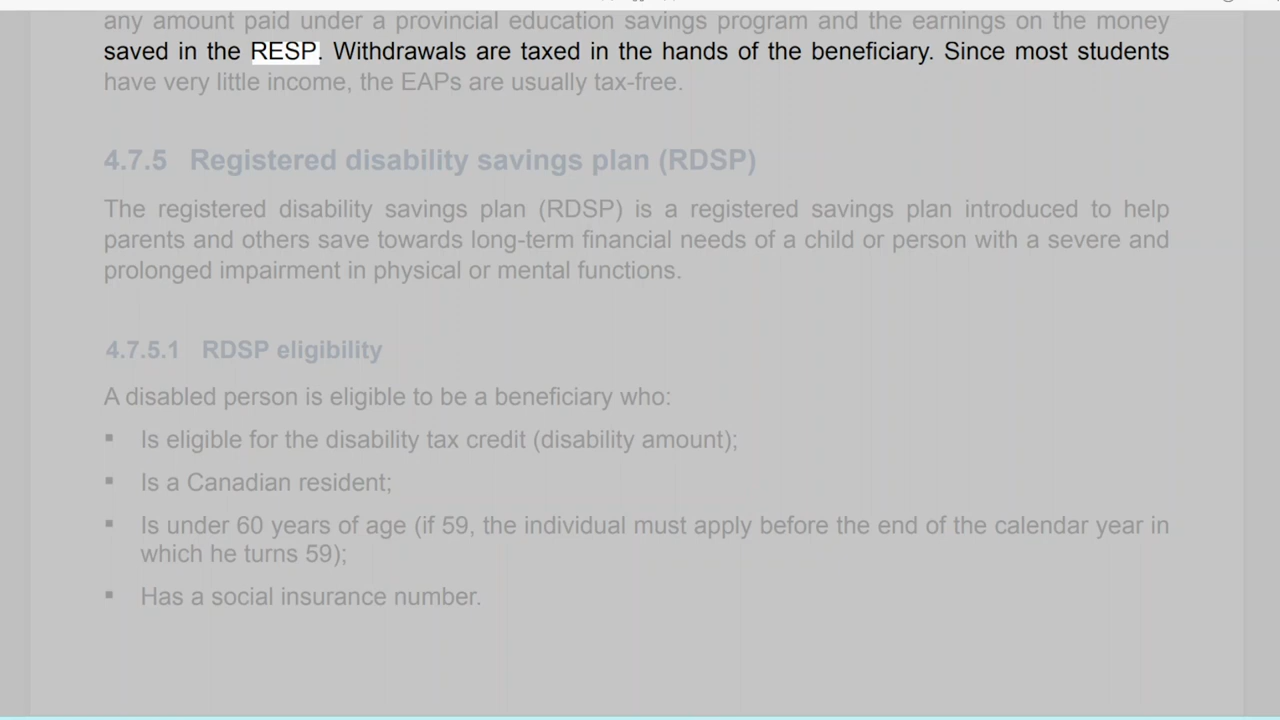 any amount paid under a provincial education savings program and the earnings on the money
saved in the RESP. Withdrawals are taxed in the hands of the beneficiary. Since most students
have very little income, the EAPs are usually tax-free.
4.7.5 Registered disability savings plan (RDSP)
The registered disability savings plan (RDSP) is a registered savings plan introduced to help
parents and others save towards long-term financial needs of a child or person with a severe and
prolonged impairment in physical or mental functions.
4.7.5.1 RDSP eligibility
A disabled person is eligible to be a beneficiary who:
▪ Is eligible for the disability tax credit (disability amount);
▪ Is a Canadian resident;
▪ Is under 60 years of age (if 59, the individual must apply before the end of the calendar year in
which he turns 59);
▪ Has a social insurance number.